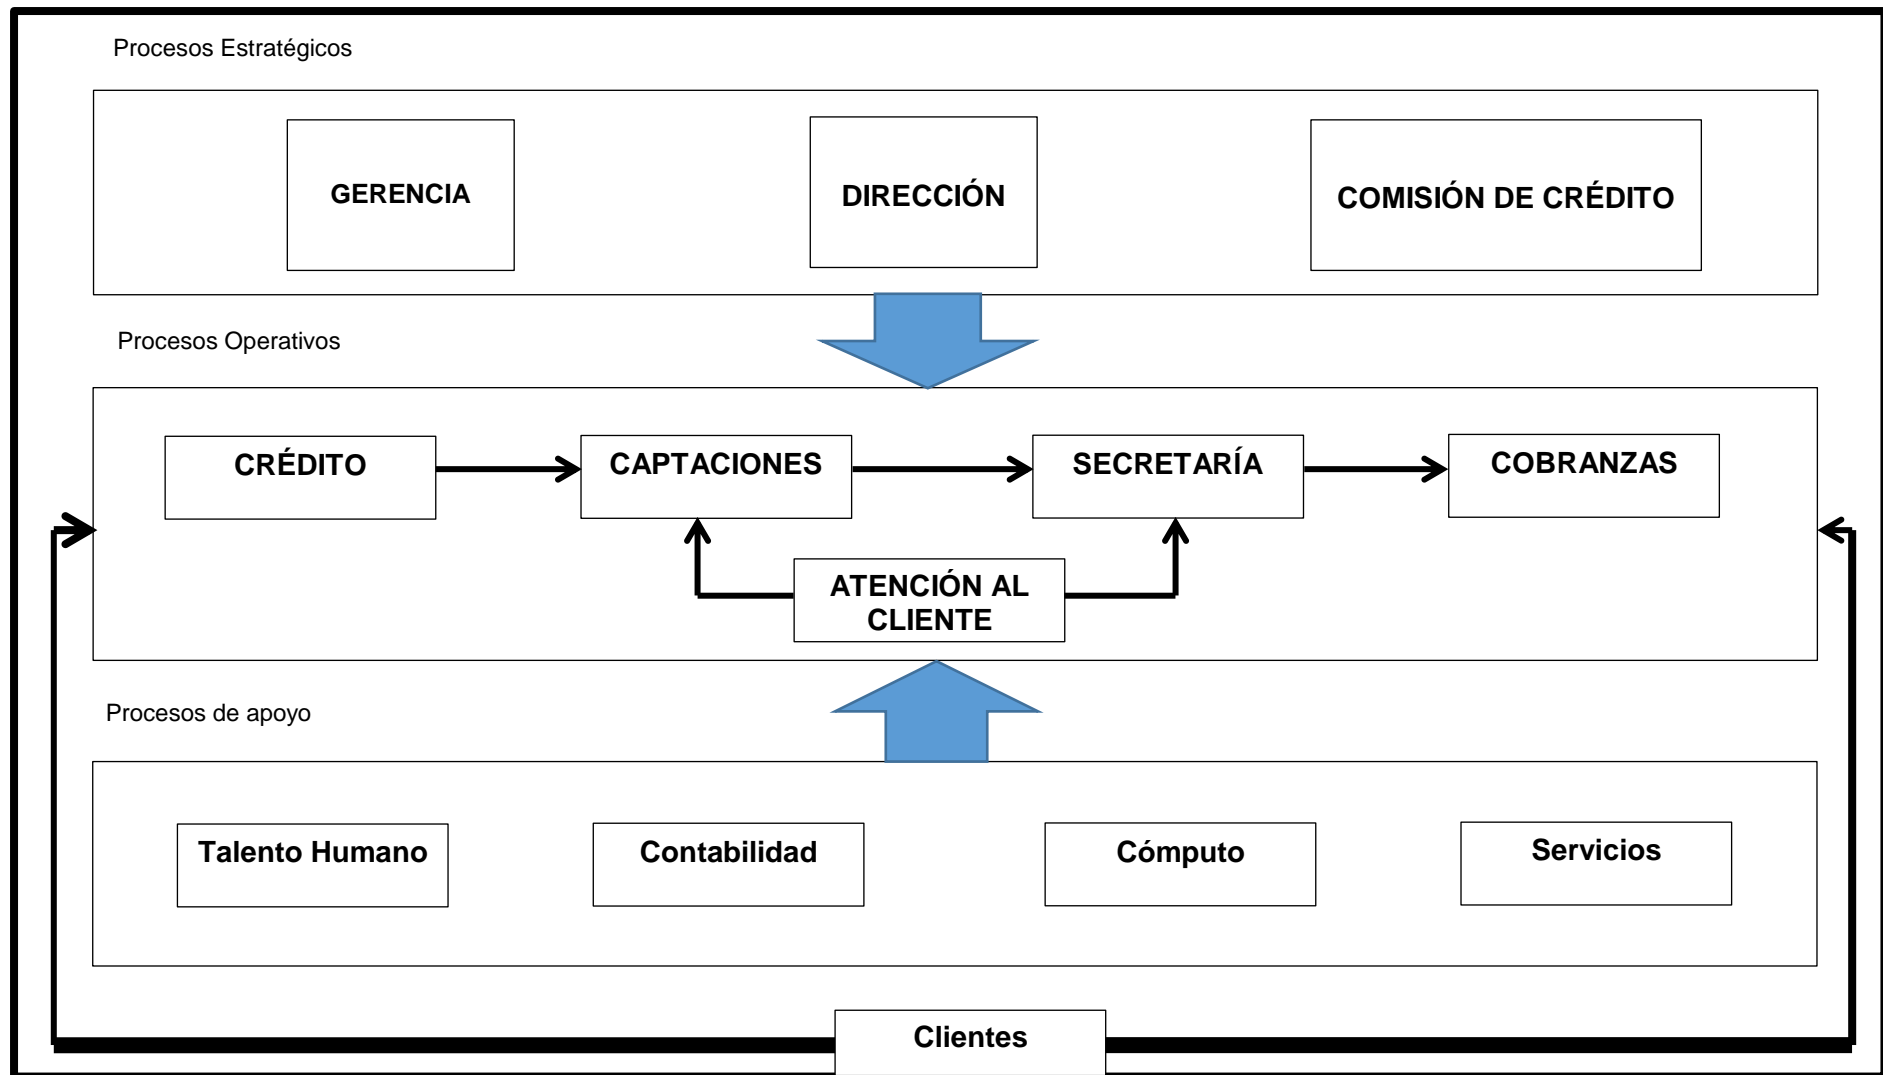 Procesos Estratégicos
GERENCIA
DIRECCIÓN
COMISIÓN DE CRÉDITO
Procesos Operativos
CRÉDITO
CAPTACIONES
SECRETARÍA
COBRANZAS
ATENCIÓN AL
CLIENTE
Procesos de apoyo
Talento Humano
Contabilidad
Cómputo
Servicios
Clientes